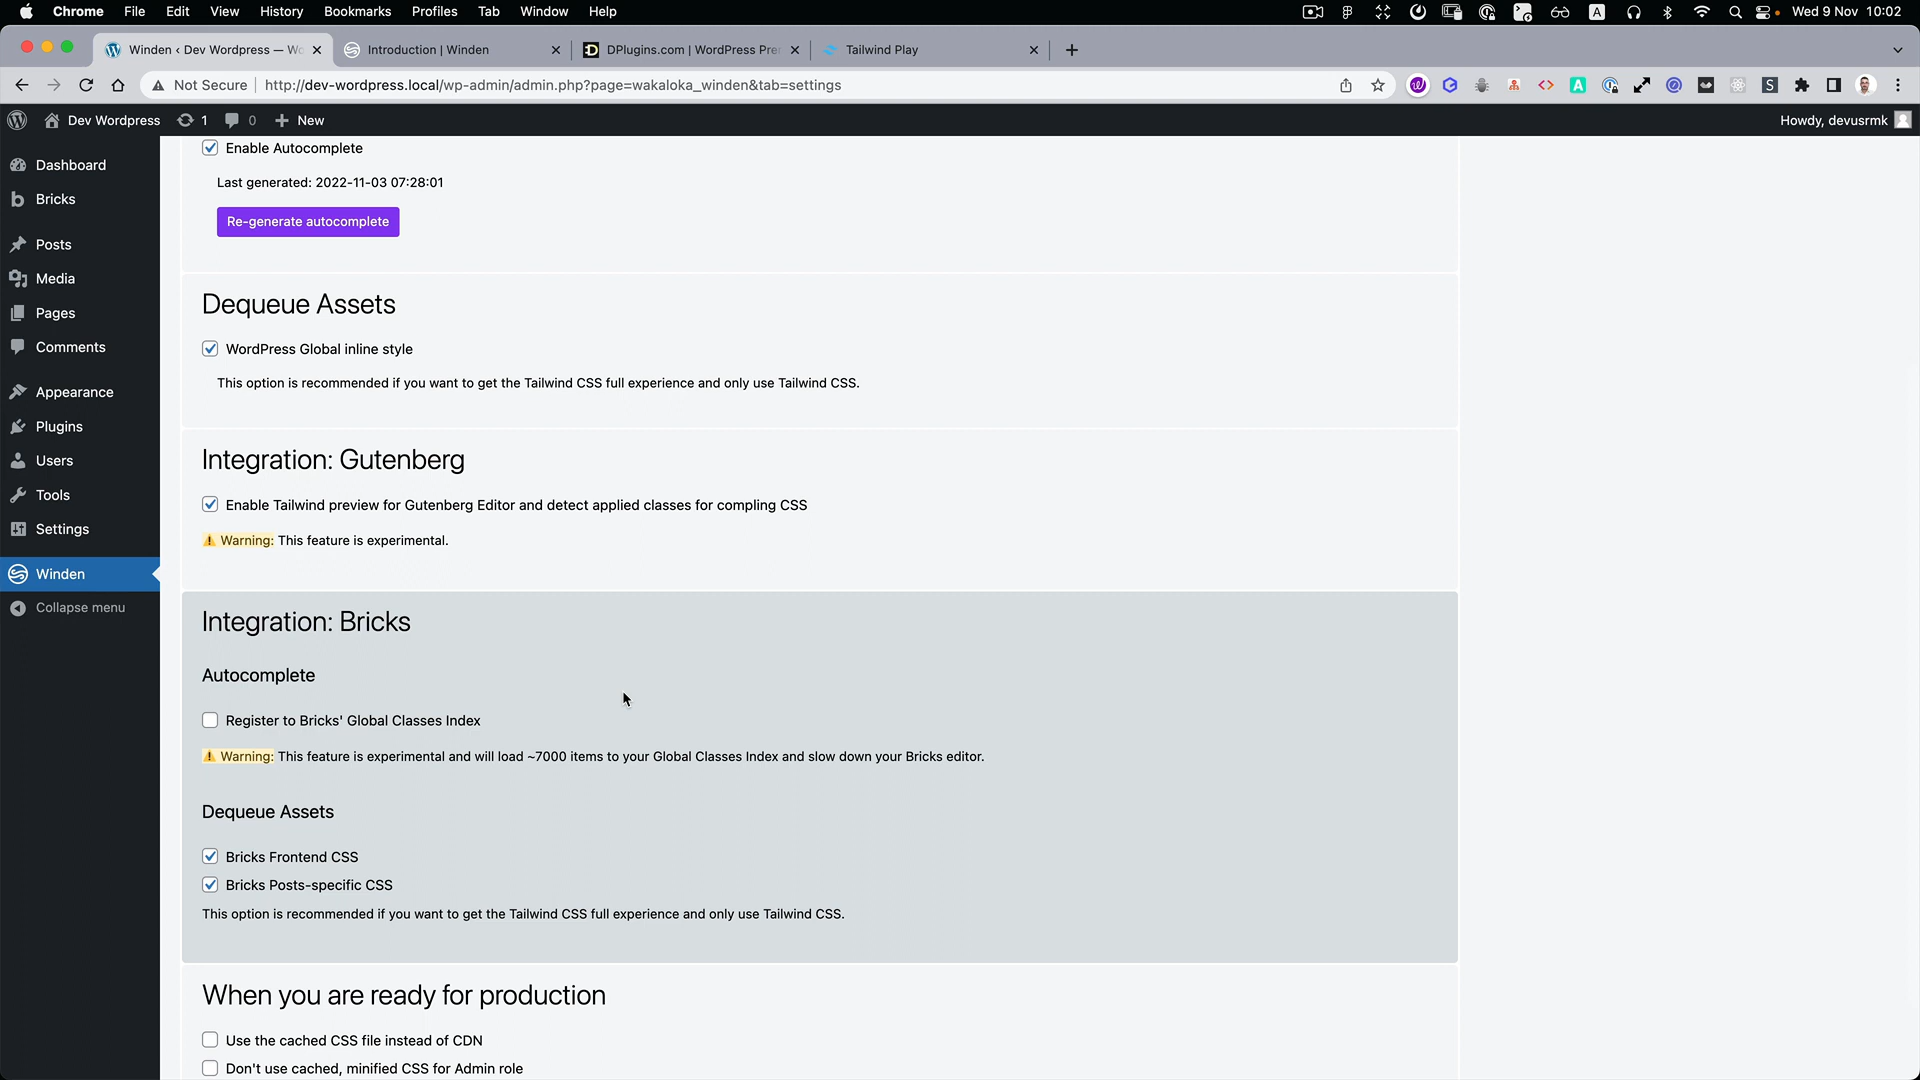 Chrome File Edit View History Bookmarks Profiles Tab Window Help
Wed 9 Nov 10:02
Winden ‹ Dev Wordpress — Wo
Introduction | Winden
DPlugins.com | WordPress Pre
Tailwind Play
Not Secure http://dev-wordpress.local/wp-admin/admin.php?page=wakaloka_winden&tab=settings
Dev Wordpress 1 0 New
Howdy, devusrmk
Dashboard
Bricks
Posts
Media
Pages
Comments
Appearance
Plugins
Users
Tools
Settings
Winden
Collapse menu
Enable Autocomplete
Last generated: 2022-11-03 07:28:01
Re-generate autocomplete
Dequeue Assets
WordPress Global inline style
This option is recommended if you want to get the Tailwind CSS full experience and only use Tailwind CSS.
Integration: Gutenberg
Enable Tailwind preview for Gutenberg Editor and detect applied classes for compling CSS
Warning: This feature is experimental.
Integration: Bricks
Autocomplete
Register to Bricks' Global Classes Index
Warning: This feature is experimental and will load ~7000 items to your Global Classes Index and slow down your Bricks editor.
Dequeue Assets
Bricks Frontend CSS
Bricks Posts-specific CSS
This option is recommended if you want to get the Tailwind CSS full experience and only use Tailwind CSS.
When you are ready for production
Use the cached CSS file instead of CDN
Don't use cached, minified CSS for Admin role